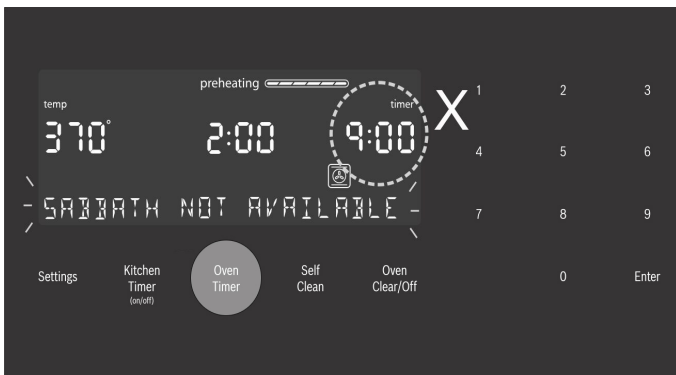 preheating
temp timer
370° 2:00 9:00
X
SABBATH NOT AVAILABLE
Settings
Kitchen Timer (on/off)
Oven Timer
Self Clean
Oven Clear/Off
1 2 3
4 5 6
7 8 9
0 Enter